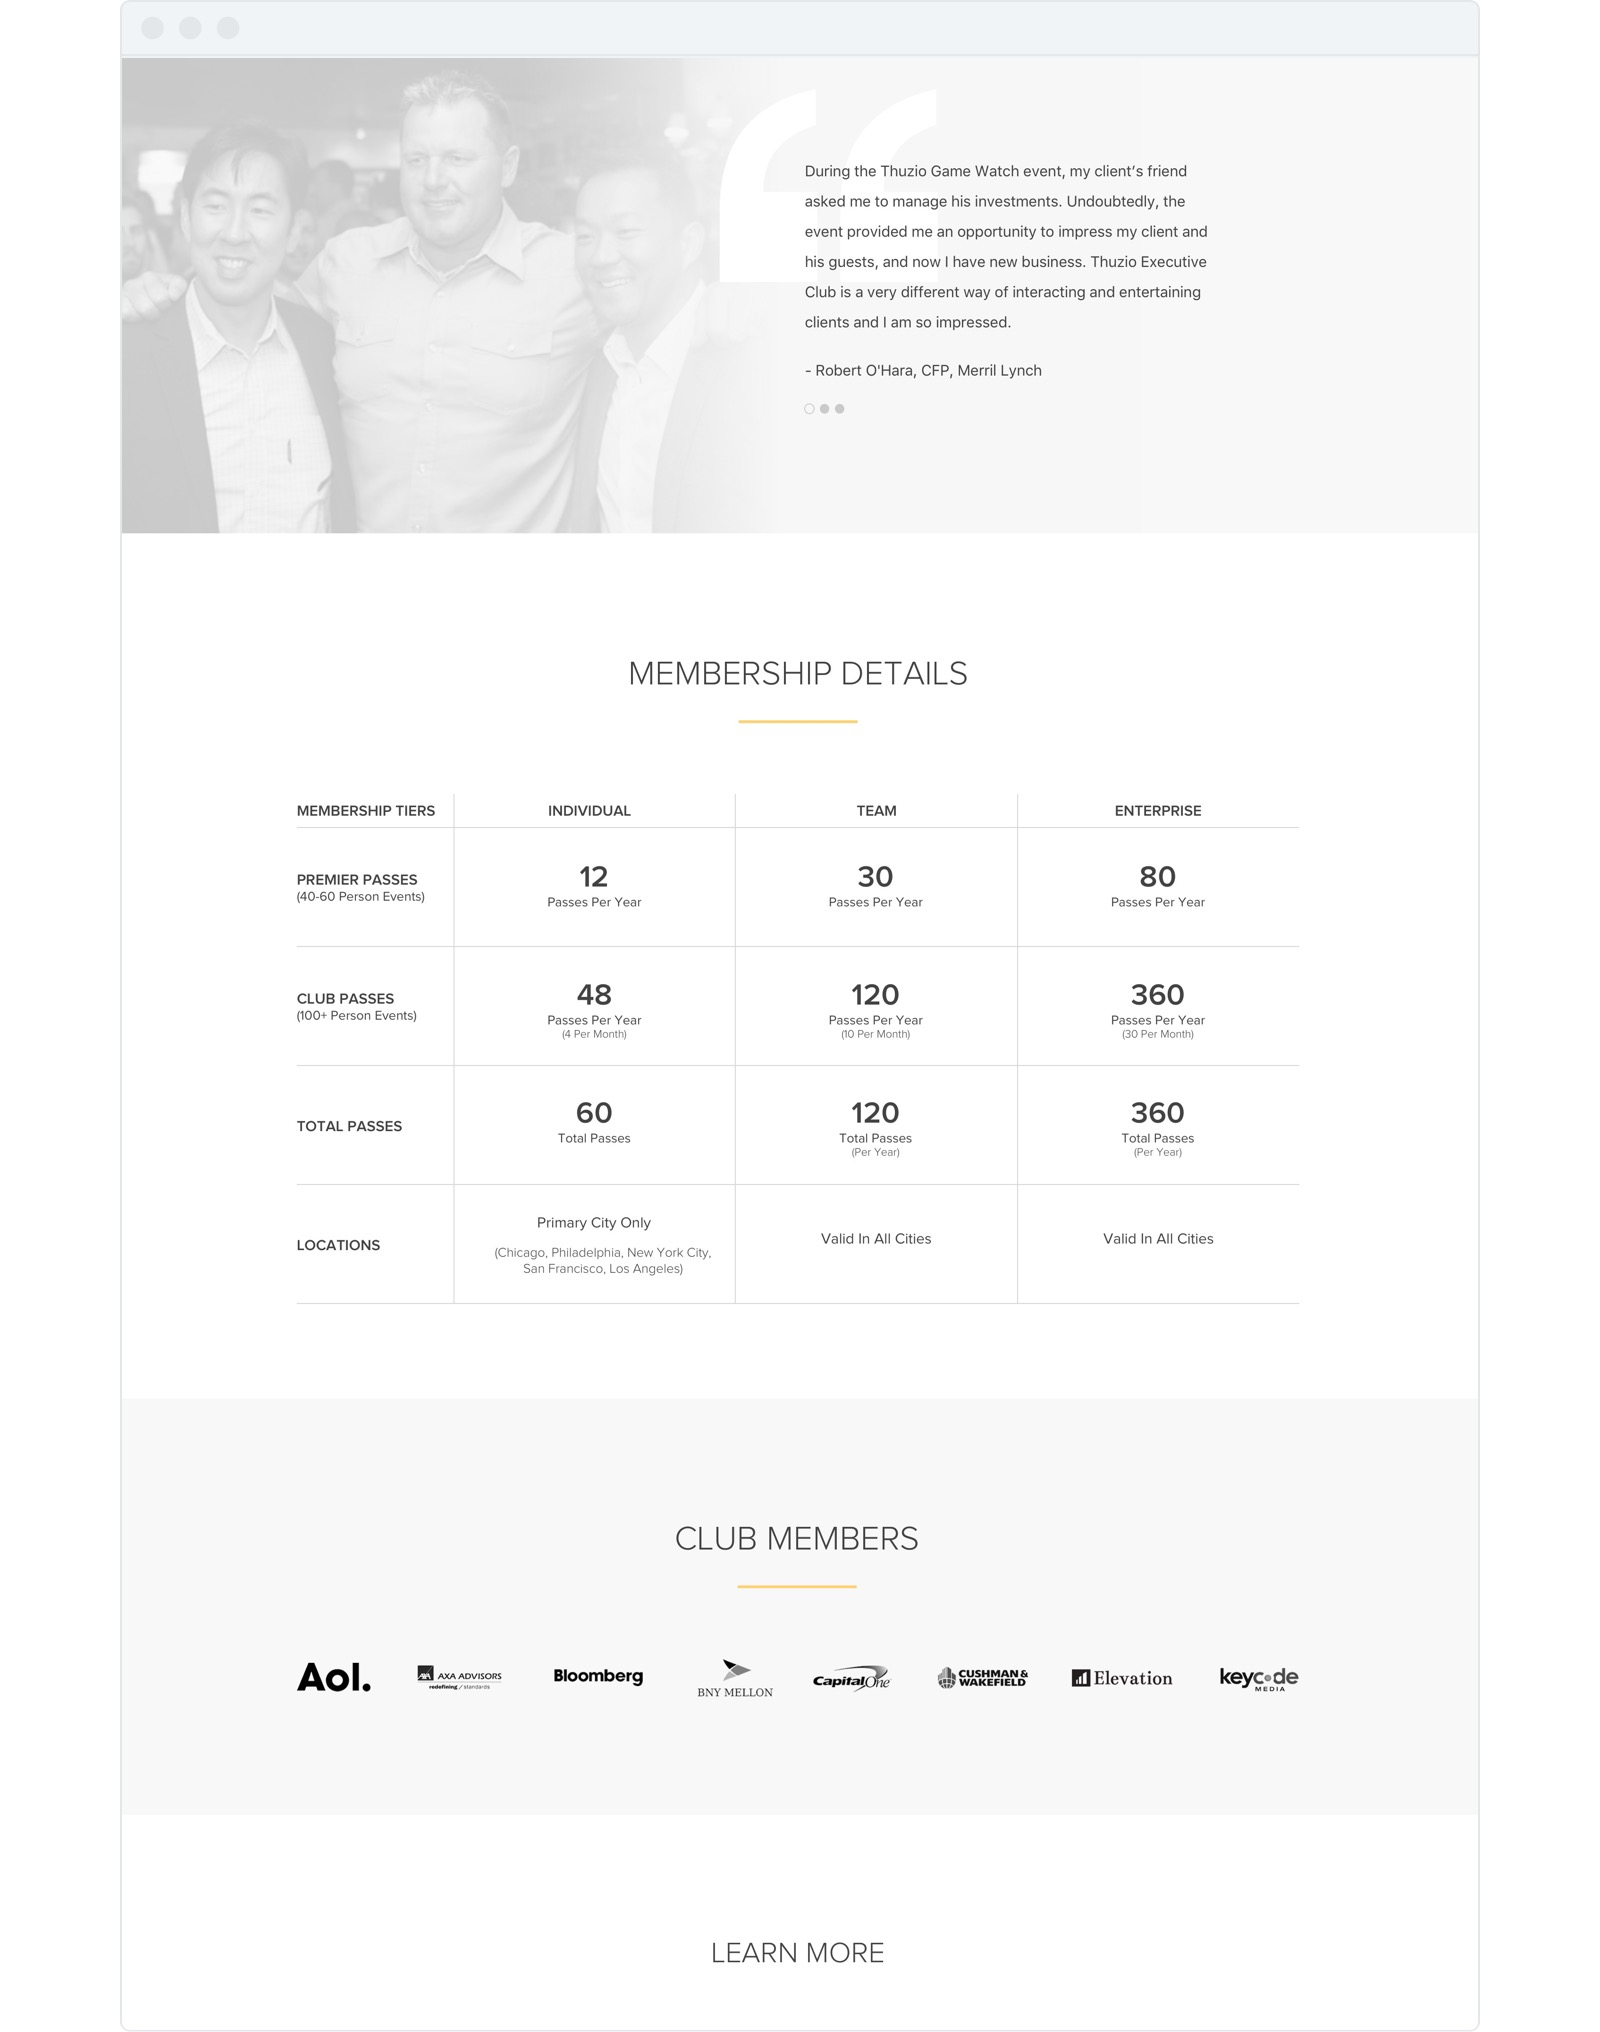 During the Thuzio Game Watch event, my client’s friend
asked me to manage his investments. Undoubtedly, the
event provided me an opportunity to impress my client and
his guests, and now I have new business. Thuzio Executive
Club is a very different way of interacting and entertaining
clients and I am so impressed.
- Robert O'Hara, CFP, Merril Lynch
MEMBERSHIP DETAILS
MEMBERSHIP TIERS INDIVIDUAL TEAM ENTERPRISE
PREMIER PASSES
(40-60 Person Events)
12
Passes Per Year
30
Passes Per Year
80
Passes Per Year
CLUB PASSES
(100+ Person Events)
48
Passes Per Year
(4 Per Month)
120
Passes Per Year
(10 Per Month)
360
Passes Per Year
(30 Per Month)
TOTAL PASSES
60
Total Passes
120
Total Passes
(Per Year)
360
Total Passes
(Per Year)
LOCATIONS
Primary City Only
(Chicago, Philadelphia, New York City,
San Francisco, Los Angeles)
Valid In All Cities
Valid In All Cities
CLUB MEMBERS
Aol.
AXA AXA ADVISORS
redefining / standards
Bloomberg
BNY MELLON
CapitalOne
CUSHMAN &
WAKEFIELD
Elevation
keycode
MEDIA
LEARN MORE